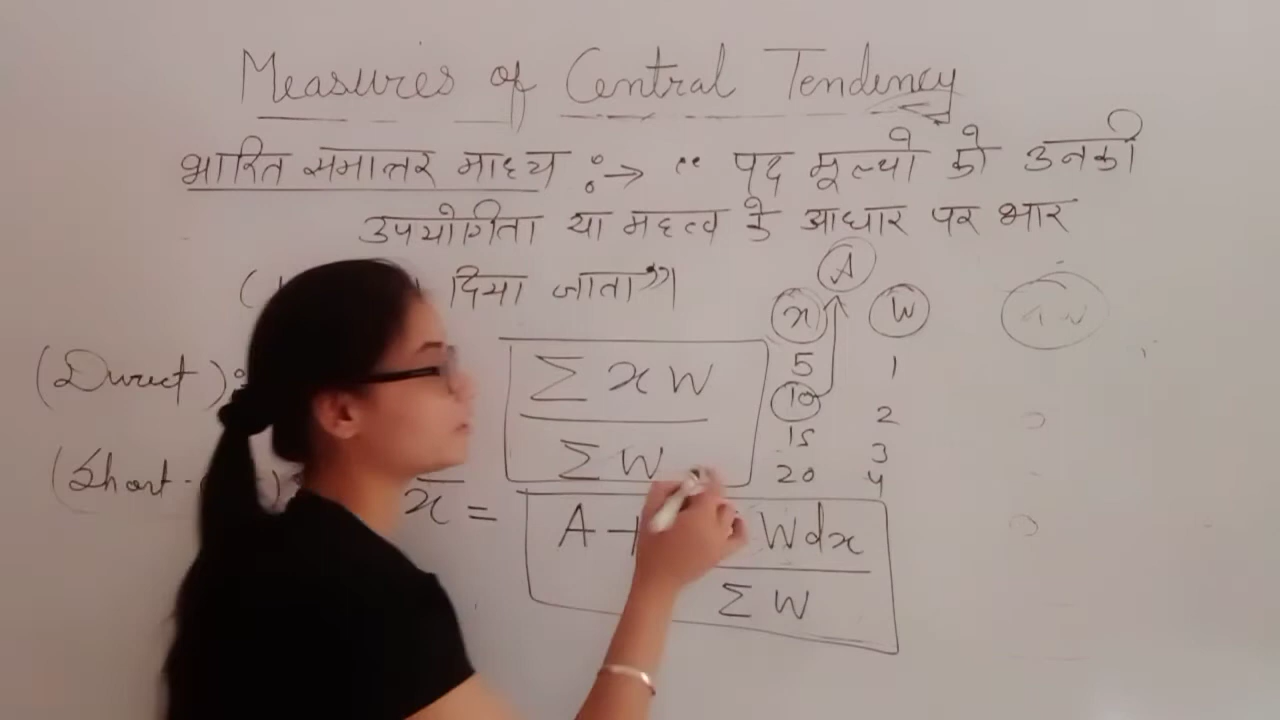 Measures of Central Tendency
भारित समान्तर माध्य :→ " पद मूल्यो को उनकी
उपयोगिता या महत्व के आधार पर भार
( दिया जाता"।
A
x W
5 1
10 2
15 3
20 4
(Direct) : Σ x W
Σ W
(Short- ) x̄ = A + W dx
Σ W